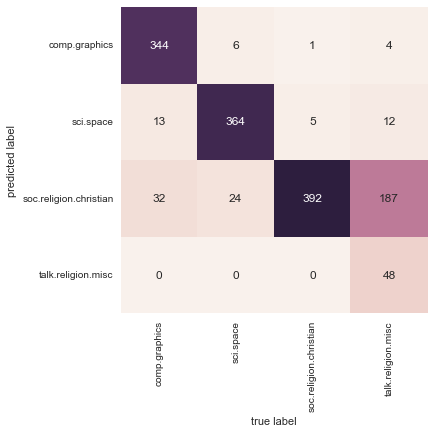 comp.graphics 344 6 1 4
sci.space 13 364 5 12
soc.religion.christian 32 24 392 187
talk.religion.misc 0 0 0 48
predicted label
comp.graphics
sci.space
soc.religion.christian
talk.religion.misc
true label